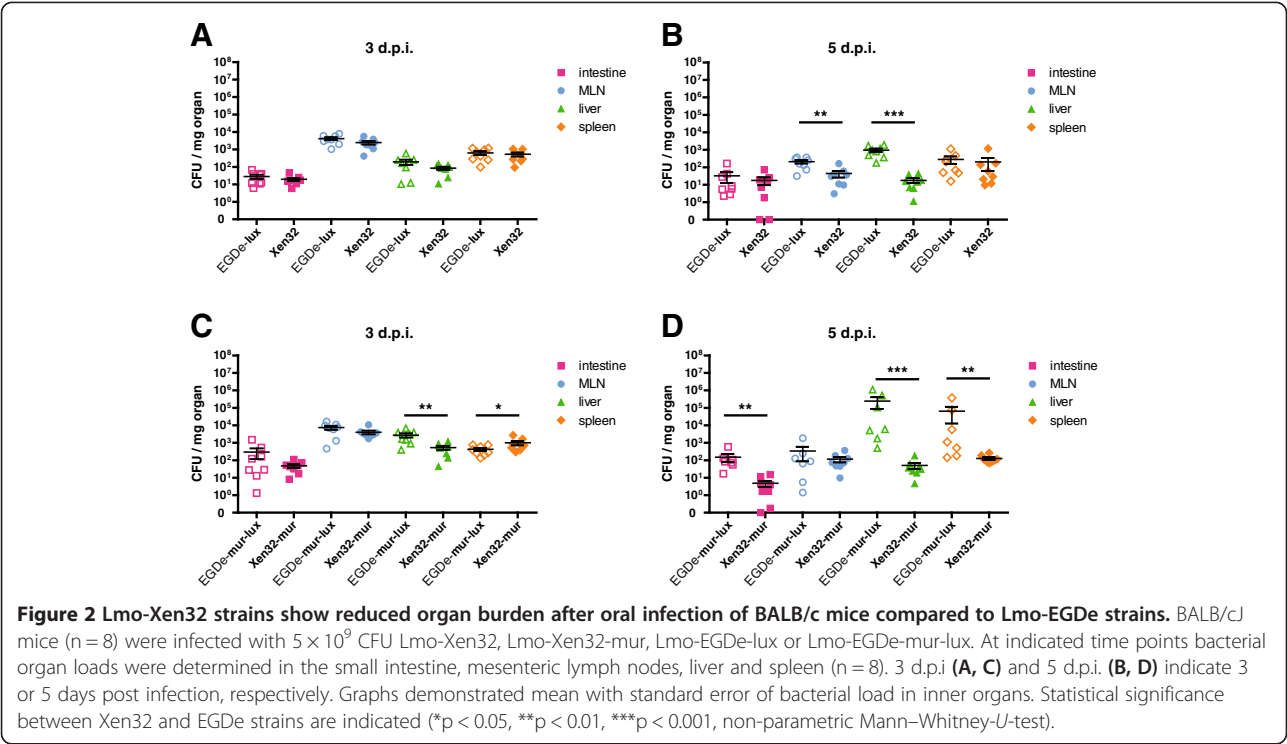 A
3 d.p.i.
CFU / mg organ
10⁸
10⁷
10⁶
10⁵
10⁴
10³
10²
10¹
10⁰
0
EGDe-lux
Xen32
EGDe-lux
Xen32
EGDe-lux
Xen32
EGDe-lux
Xen32
intestine
MLN
liver
spleen
B
5 d.p.i.
CFU / mg organ
10⁸
10⁷
10⁶
10⁵
10⁴
10³
10²
10¹
10⁰
0
** ***
EGDe-lux
Xen32
EGDe-lux
Xen32
EGDe-lux
Xen32
EGDe-lux
Xen32
intestine
MLN
liver
spleen
C
3 d.p.i.
CFU / mg organ
10⁸
10⁷
10⁶
10⁵
10⁴
10³
10²
10¹
10⁰
0
** *
EGDe-mur-lux
Xen32-mur
EGDe-mur-lux
Xen32-mur
EGDe-mur-lux
Xen32-mur
EGDe-mur-lux
Xen32-mur
intestine
MLN
liver
spleen
D
5 d.p.i.
CFU / mg organ
10⁸
10⁷
10⁶
10⁵
10⁴
10³
10²
10¹
10⁰
0
** *** **
EGDe-mur-lux
Xen32-mur
EGDe-mur-lux
Xen32-mur
EGDe-mur-lux
Xen32-mur
EGDe-mur-lux
Xen32-mur
intestine
MLN
liver
spleen
Figure 2 Lmo-Xen32 strains show reduced organ burden after oral infection of BALB/c mice compared to Lmo-EGDe strains. BALB/cJ
mice (n = 8) were infected with 5 × 10⁹ CFU Lmo-Xen32, Lmo-Xen32-mur, Lmo-EGDe-lux or Lmo-EGDe-mur-lux. At indicated time points bacterial
organ loads were determined in the small intestine, mesenteric lymph nodes, liver and spleen (n = 8). 3 d.p.i (A, C) and 5 d.p.i. (B, D) indicate 3
or 5 days post infection, respectively. Graphs demonstrated mean with standard error of bacterial load in inner organs. Statistical significance
between Xen32 and EGDe strains are indicated (*p < 0.05, **p < 0.01, ***p < 0.001, non-parametric Mann–Whitney-U-test).